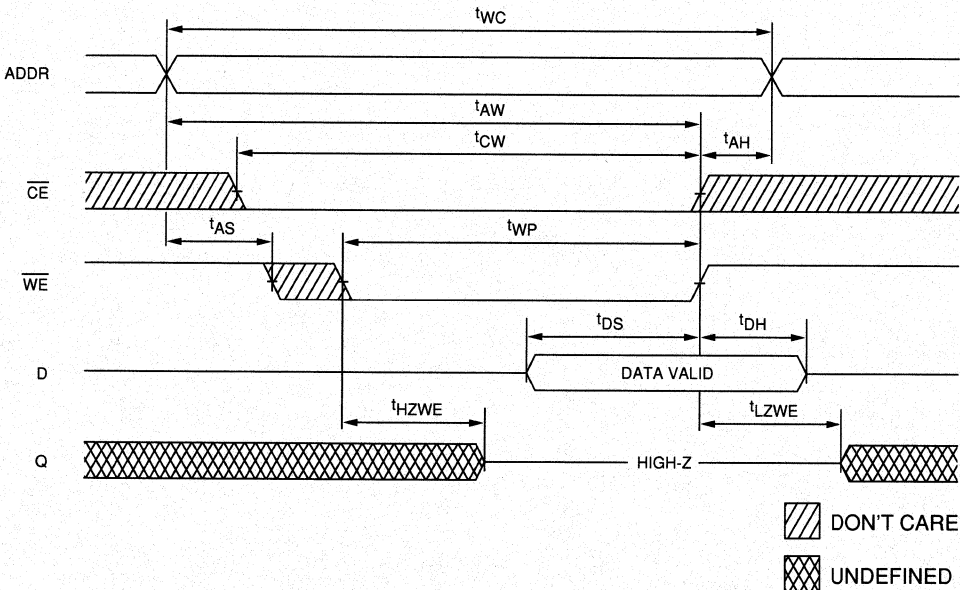 tWC
ADDR
tAW
tCW
tAH
CE
tAS
tWP
WE
tDS
tDH
D
DATA VALID
tHZWE
tLZWE
Q
HIGH-Z
DON'T CARE
UNDEFINED